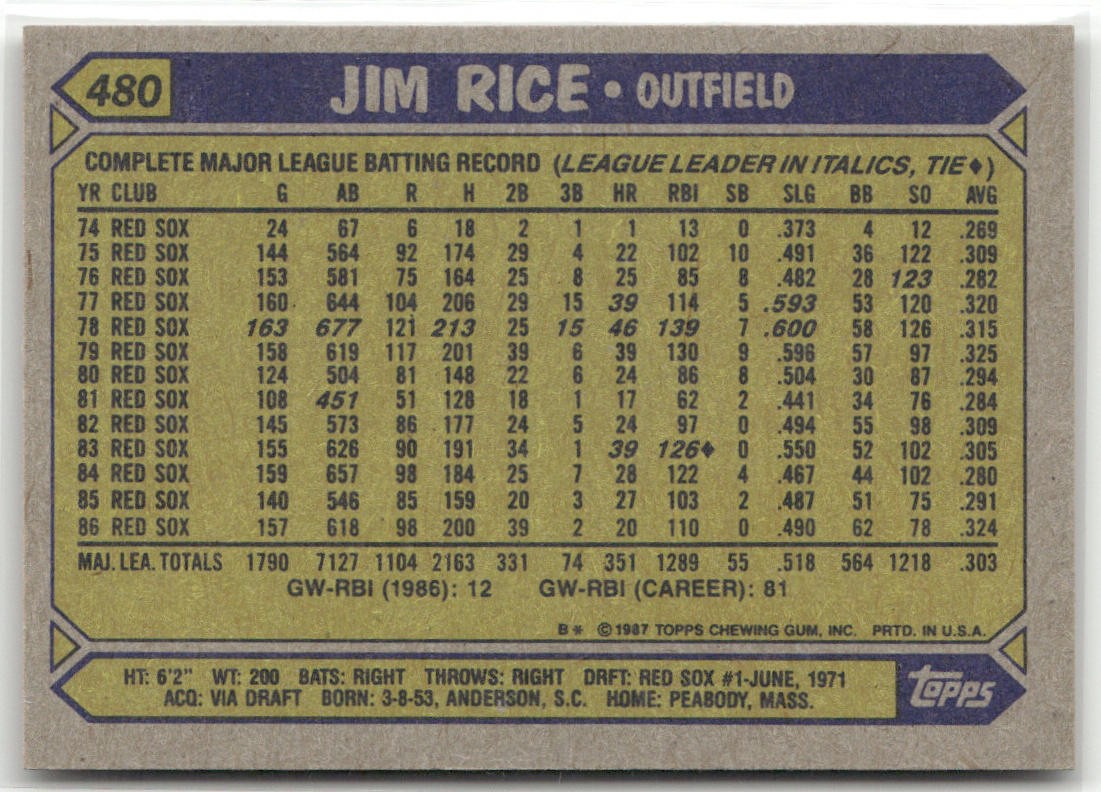 480 JIM RICE • OUTFIELD
COMPLETE MAJOR LEAGUE BATTING RECORD (LEAGUE LEADER IN ITALICS, TIE♦)
YR CLUB G AB R H 2B 3B HR RBI SB SLG BB SO AVG
74 RED SOX 24 67 6 18 2 1 1 13 0 .373 4 12 .269
75 RED SOX 144 564 92 174 29 4 22 102 10 .491 36 122 .309
76 RED SOX 153 581 75 164 25 8 25 85 8 .482 28 123 .282
77 RED SOX 160 644 104 206 29 15 39 114 5 .593 53 120 .320
78 RED SOX 163 677 121 213 25 15 46 139 7 .600 58 126 .315
79 RED SOX 158 619 117 201 39 6 39 130 9 .596 57 97 .325
80 RED SOX 124 504 81 148 22 6 24 86 8 .504 30 87 .294
81 RED SOX 108 451 51 128 18 1 17 62 2 .441 34 76 .284
82 RED SOX 145 573 86 177 24 5 24 97 0 .494 55 98 .309
83 RED SOX 155 626 90 191 34 1 39 126♦ 0 .550 52 102 .305
84 RED SOX 159 657 98 184 25 7 28 122 4 .467 44 102 .280
85 RED SOX 140 546 85 159 20 3 27 103 2 .487 51 75 .291
86 RED SOX 157 618 98 200 39 2 20 110 0 .490 62 78 .324
MAJ. LEA. TOTALS 1790 7127 1104 2163 331 74 351 1289 55 .518 564 1218 .303
GW-RBI (1986): 12 GW-RBI (CAREER): 81
B* ©1987 TOPPS CHEWING GUM, INC. PRTD. IN U.S.A.
HT: 6'2" WT: 200 BATS: RIGHT THROWS: RIGHT DRFT: RED SOX #1-JUNE, 1971
ACQ: VIA DRAFT BORN: 3-8-53, ANDERSON, S.C. HOME: PEABODY, MASS.
topps